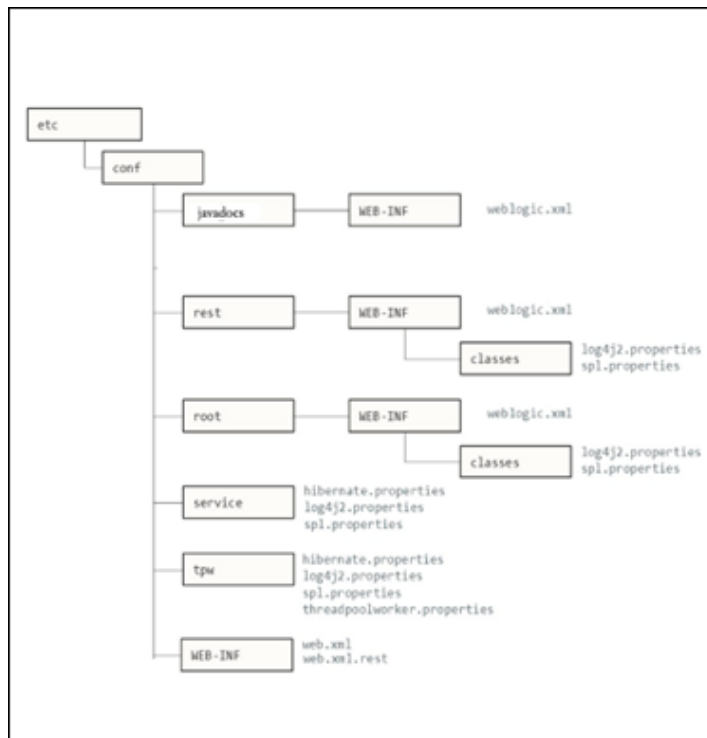 etc
conf
javadocs
WEB-INF
weblogic.xml
rest
WEB-INF
weblogic.xml
classes
log4j2.properties
spl.properties
root
WEB-INF
weblogic.xml
classes
log4j2.properties
spl.properties
service
hibernate.properties
log4j2.properties
spl.properties
tpw
hibernate.properties
log4j2.properties
spl.properties
threadpoolworker.properties
WEB-INF
web.xml
web.xml.rest